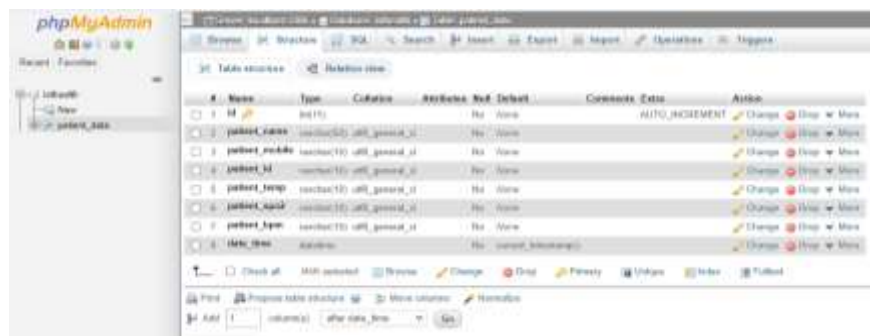 phpMyAdmin
Recent Favorites
New
patient_data
Browse Structure SQL Search Insert Export Import Operations Triggers
Table structure Relation view
# Name Type Collation Attributes Null Default Comments Extra Action
1 id int(11) No None AUTO_INCREMENT Change Drop More
2 patient_name varchar(50) utf8_general_ci No None Change Drop More
3 patient_mobile varchar(10) utf8_general_ci No None Change Drop More
4 patient_id varchar(10) utf8_general_ci No None Change Drop More
5 patient_temp varchar(10) utf8_general_ci No None Change Drop More
6 patient_spo2 varchar(10) utf8_general_ci No None Change Drop More
7 patient_bpm varchar(10) utf8_general_ci No None Change Drop More
8 date_time datetime No current_timestamp() Change Drop More
Check all With selected: Browse Change Drop Primary Unique Index Fulltext
Print Propose table structure Move columns Normalize
Add 1 column(s) after date_time Go